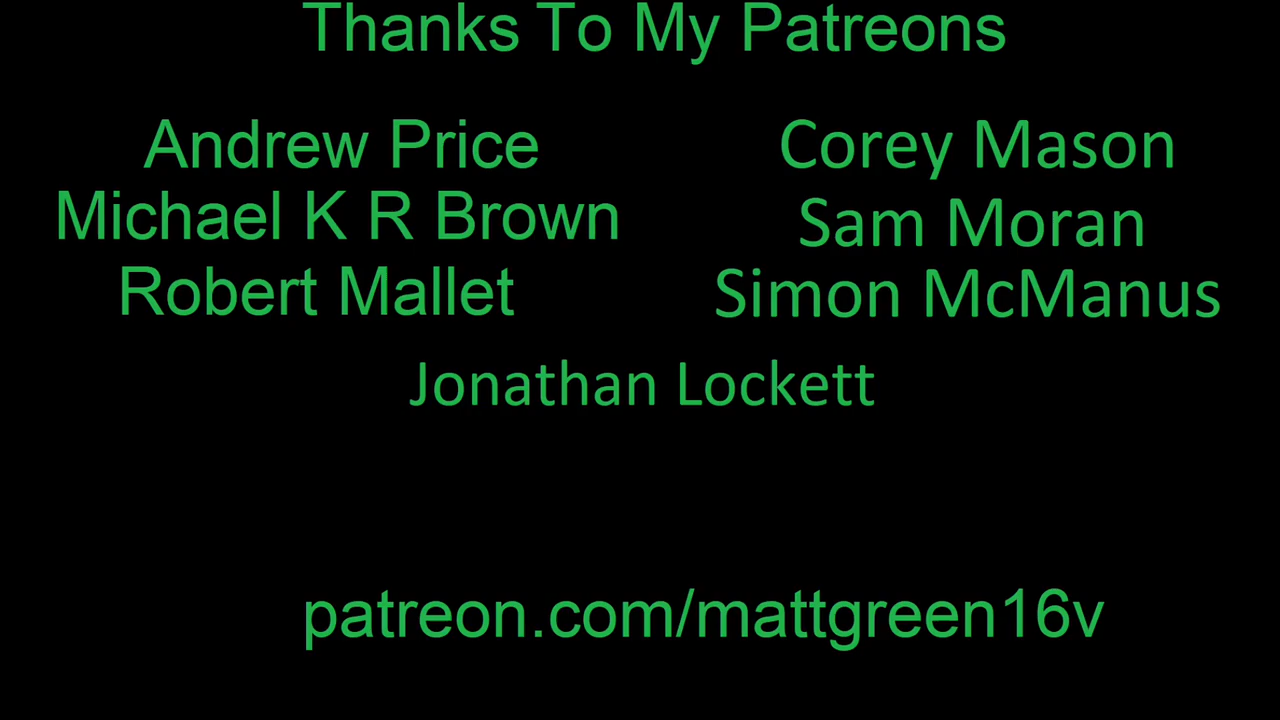 Thanks To My Patreons
Andrew Price
Michael K R Brown
Robert Mallet
Corey Mason
Sam Moran
Simon McManus
Jonathan Lockett
patreon.com/mattgreen16v